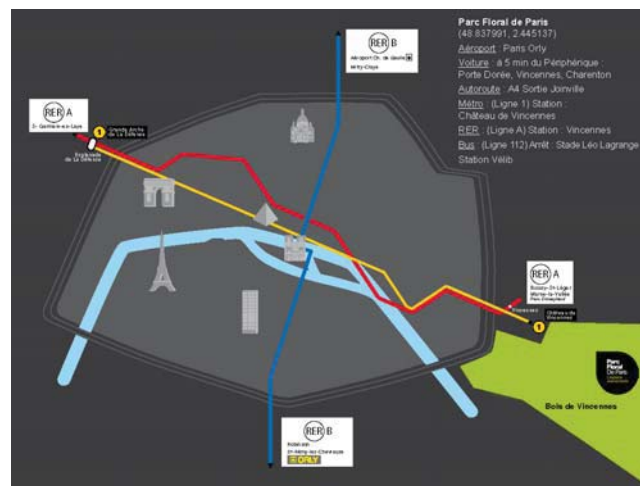 Parc Floral de Paris
(48.837991, 2.445137)
Aéroport : Paris Orly
Voiture : à 5 min du Périphérique :
Porte Dorée, Vincennes, Charenton
Autoroute : A4 Sortie Joinville
Métro : (Ligne 1) Station :
Château de Vincennes
RER : (Ligne A) Station : Vincennes
Bus : (Ligne 112) Arrêt : Stade Léo Lagrange
Station Vélib
RER B
Aéroport Ch. de Gaulle
Mitry-Claye
RER A
St-Germain-en-Laye
1
Grande Arche
de La Défense
Esplanade
de La Défense
RER A
Boissy-St-Léger
Marne-la-Vallée
Vincennes
Château de
Vincennes
1
Parc
Floral
De Paris
Bois de Vincennes
RER B
Robinson
St-Rémy-lès-Chevreuse
ORLY